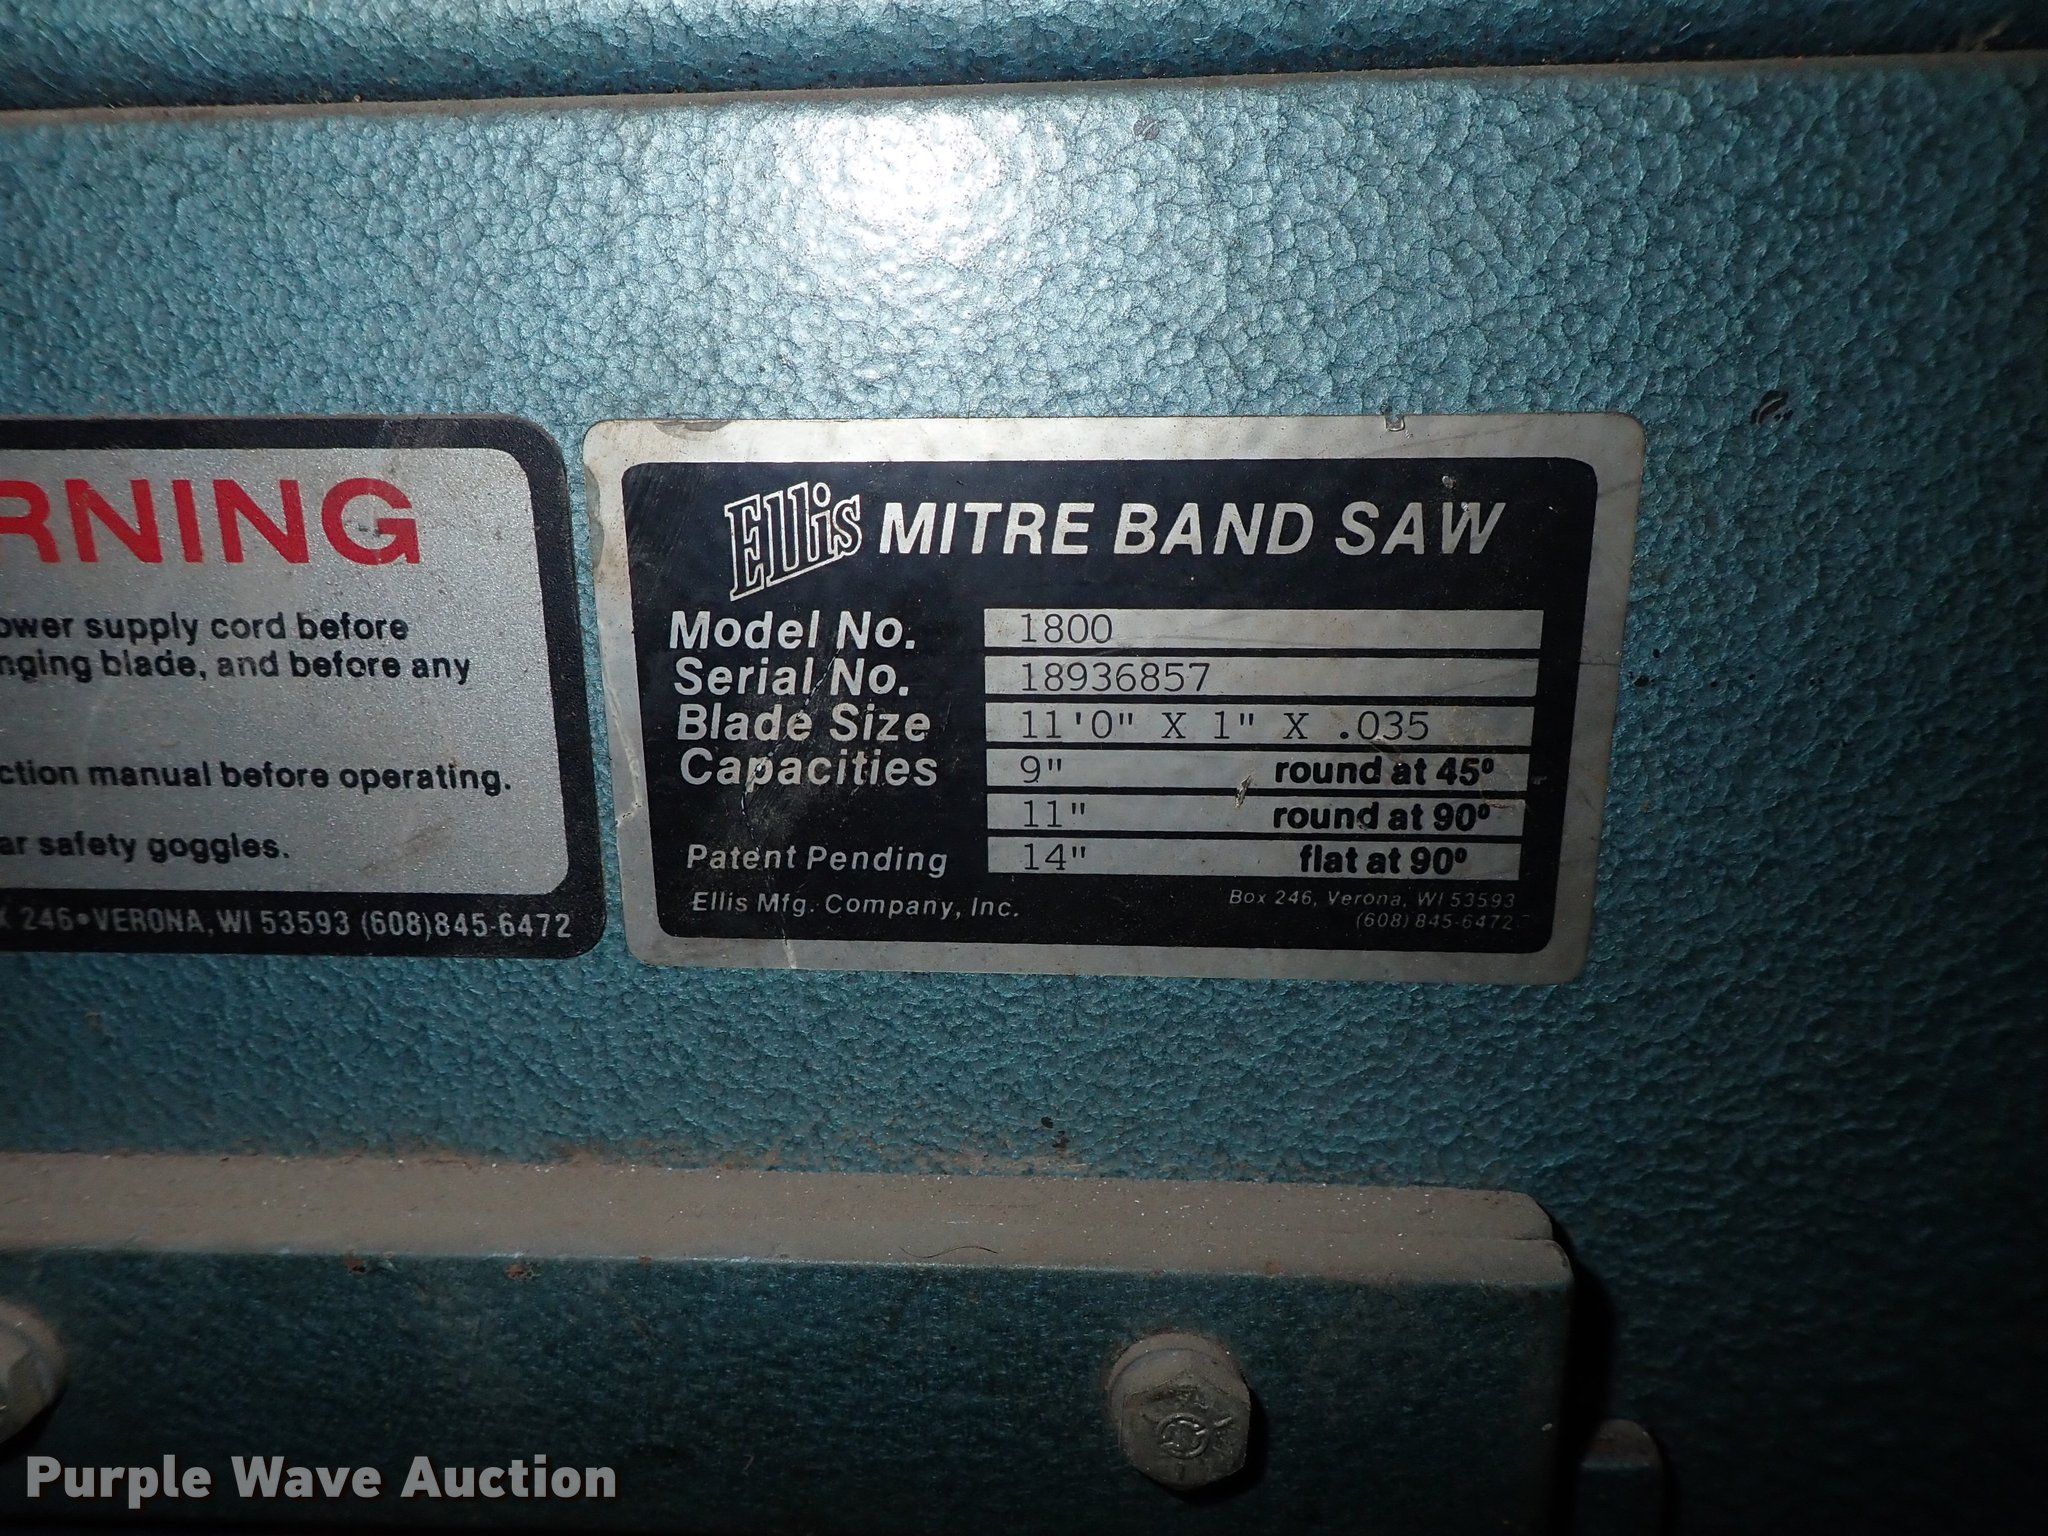 RNING
ower supply cord before
nging blade, and before any
ction manual before operating.
ar safety goggles.
X 246 • VERONA, WI 53593 (608)845-6472
Ellis MITRE BAND SAW
Model No. 1800
Serial No. 18936857
Blade Size 11'0" X 1" X .035
Capacities 9" round at 45º
11" round at 90º
Patent Pending 14" flat at 90º
Ellis Mfg. Company, Inc. Box 246, Verona, WI 53593
(608) 845-6472
Purple Wave Auction